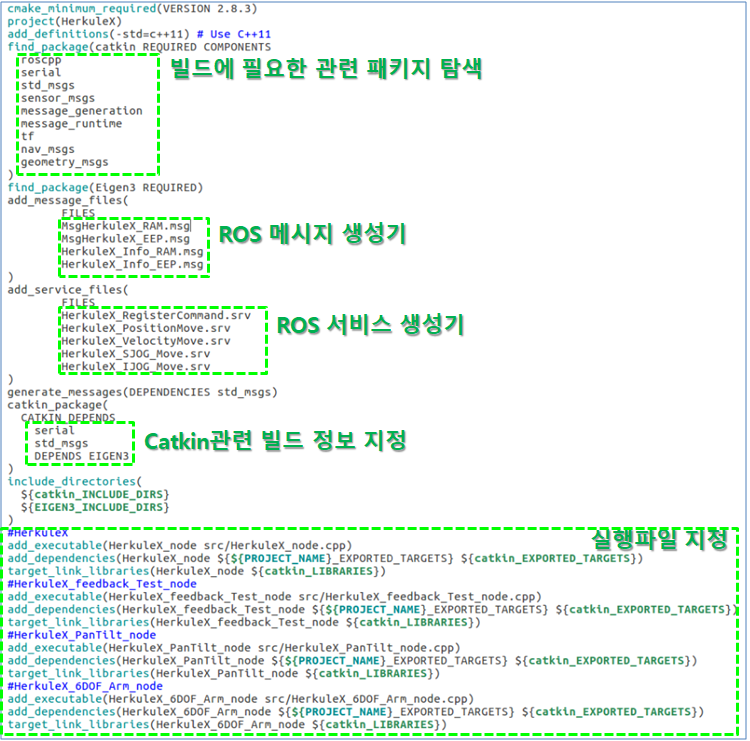 cmake_minimum_required(VERSION 2.8.3)
project(HerkuleX)
add_definitions(-std=c++11) # Use C++11
find_package(catkin REQUIRED COMPONENTS
roscpp
serial
빌드에 필요한 관련 패키지 탐색
std_msgs
sensor_msgs
message_generation
message_runtime
tf
nav_msgs
geometry_msgs
)
find_package(Eigen3 REQUIRED)
add_message_files(
FILES
MsgHerkuleX_RAM.msg
ROS 메시지 생성기
MsgHerkuleX_EEP.msg
HerkuleX_Info_RAM.msg
HerkuleX_Info_EEP.msg
)
add_service_files(
FILES
HerkuleX_RegisterCommand.srv
ROS 서비스 생성기
HerkuleX_PositionMove.srv
HerkuleX_VelocityMove.srv
HerkuleX_SJOG_Move.srv
HerkuleX_IJOG_Move.srv
)
generate_messages(DEPENDENCIES std_msgs)
catkin_package(
CATKIN_DEPENDS
serial
std_msgs
Catkin관련 빌드 정보 지정
DEPENDS EIGEN3
)
include_directories(
${catkin_INCLUDE_DIRS}
${EIGEN3_INCLUDE_DIRS}
)
#HerkuleX
실행파일 지정
add_executable(HerkuleX_node src/HerkuleX_node.cpp)
add_dependencies(HerkuleX_node ${${PROJECT_NAME}_EXPORTED_TARGETS} ${catkin_EXPORTED_TARGETS})
target_link_libraries(HerkuleX_node ${catkin_LIBRARIES})
#HerkuleX_feedback_Test_node
add_executable(HerkuleX_feedback_Test_node src/HerkuleX_feedback_Test_node.cpp)
add_dependencies(HerkuleX_feedback_Test_node ${${PROJECT_NAME}_EXPORTED_TARGETS} ${catkin_EXPORTED_TARGETS})
target_link_libraries(HerkuleX_feedback_Test_node ${catkin_LIBRARIES})
#HerkuleX_PanTilt_node
add_executable(HerkuleX_PanTilt_node src/HerkuleX_PanTilt_node.cpp)
add_dependencies(HerkuleX_PanTilt_node ${${PROJECT_NAME}_EXPORTED_TARGETS} ${catkin_EXPORTED_TARGETS})
target_link_libraries(HerkuleX_PanTilt_node ${catkin_LIBRARIES})
#HerkuleX_6DOF_Arm_node
add_executable(HerkuleX_6DOF_Arm_node src/HerkuleX_6DOF_Arm_node.cpp)
add_dependencies(HerkuleX_6DOF_Arm_node ${${PROJECT_NAME}_EXPORTED_TARGETS} ${catkin_EXPORTED_TARGETS})
target_link_libraries(HerkuleX_6DOF_Arm_node ${catkin_LIBRARIES})